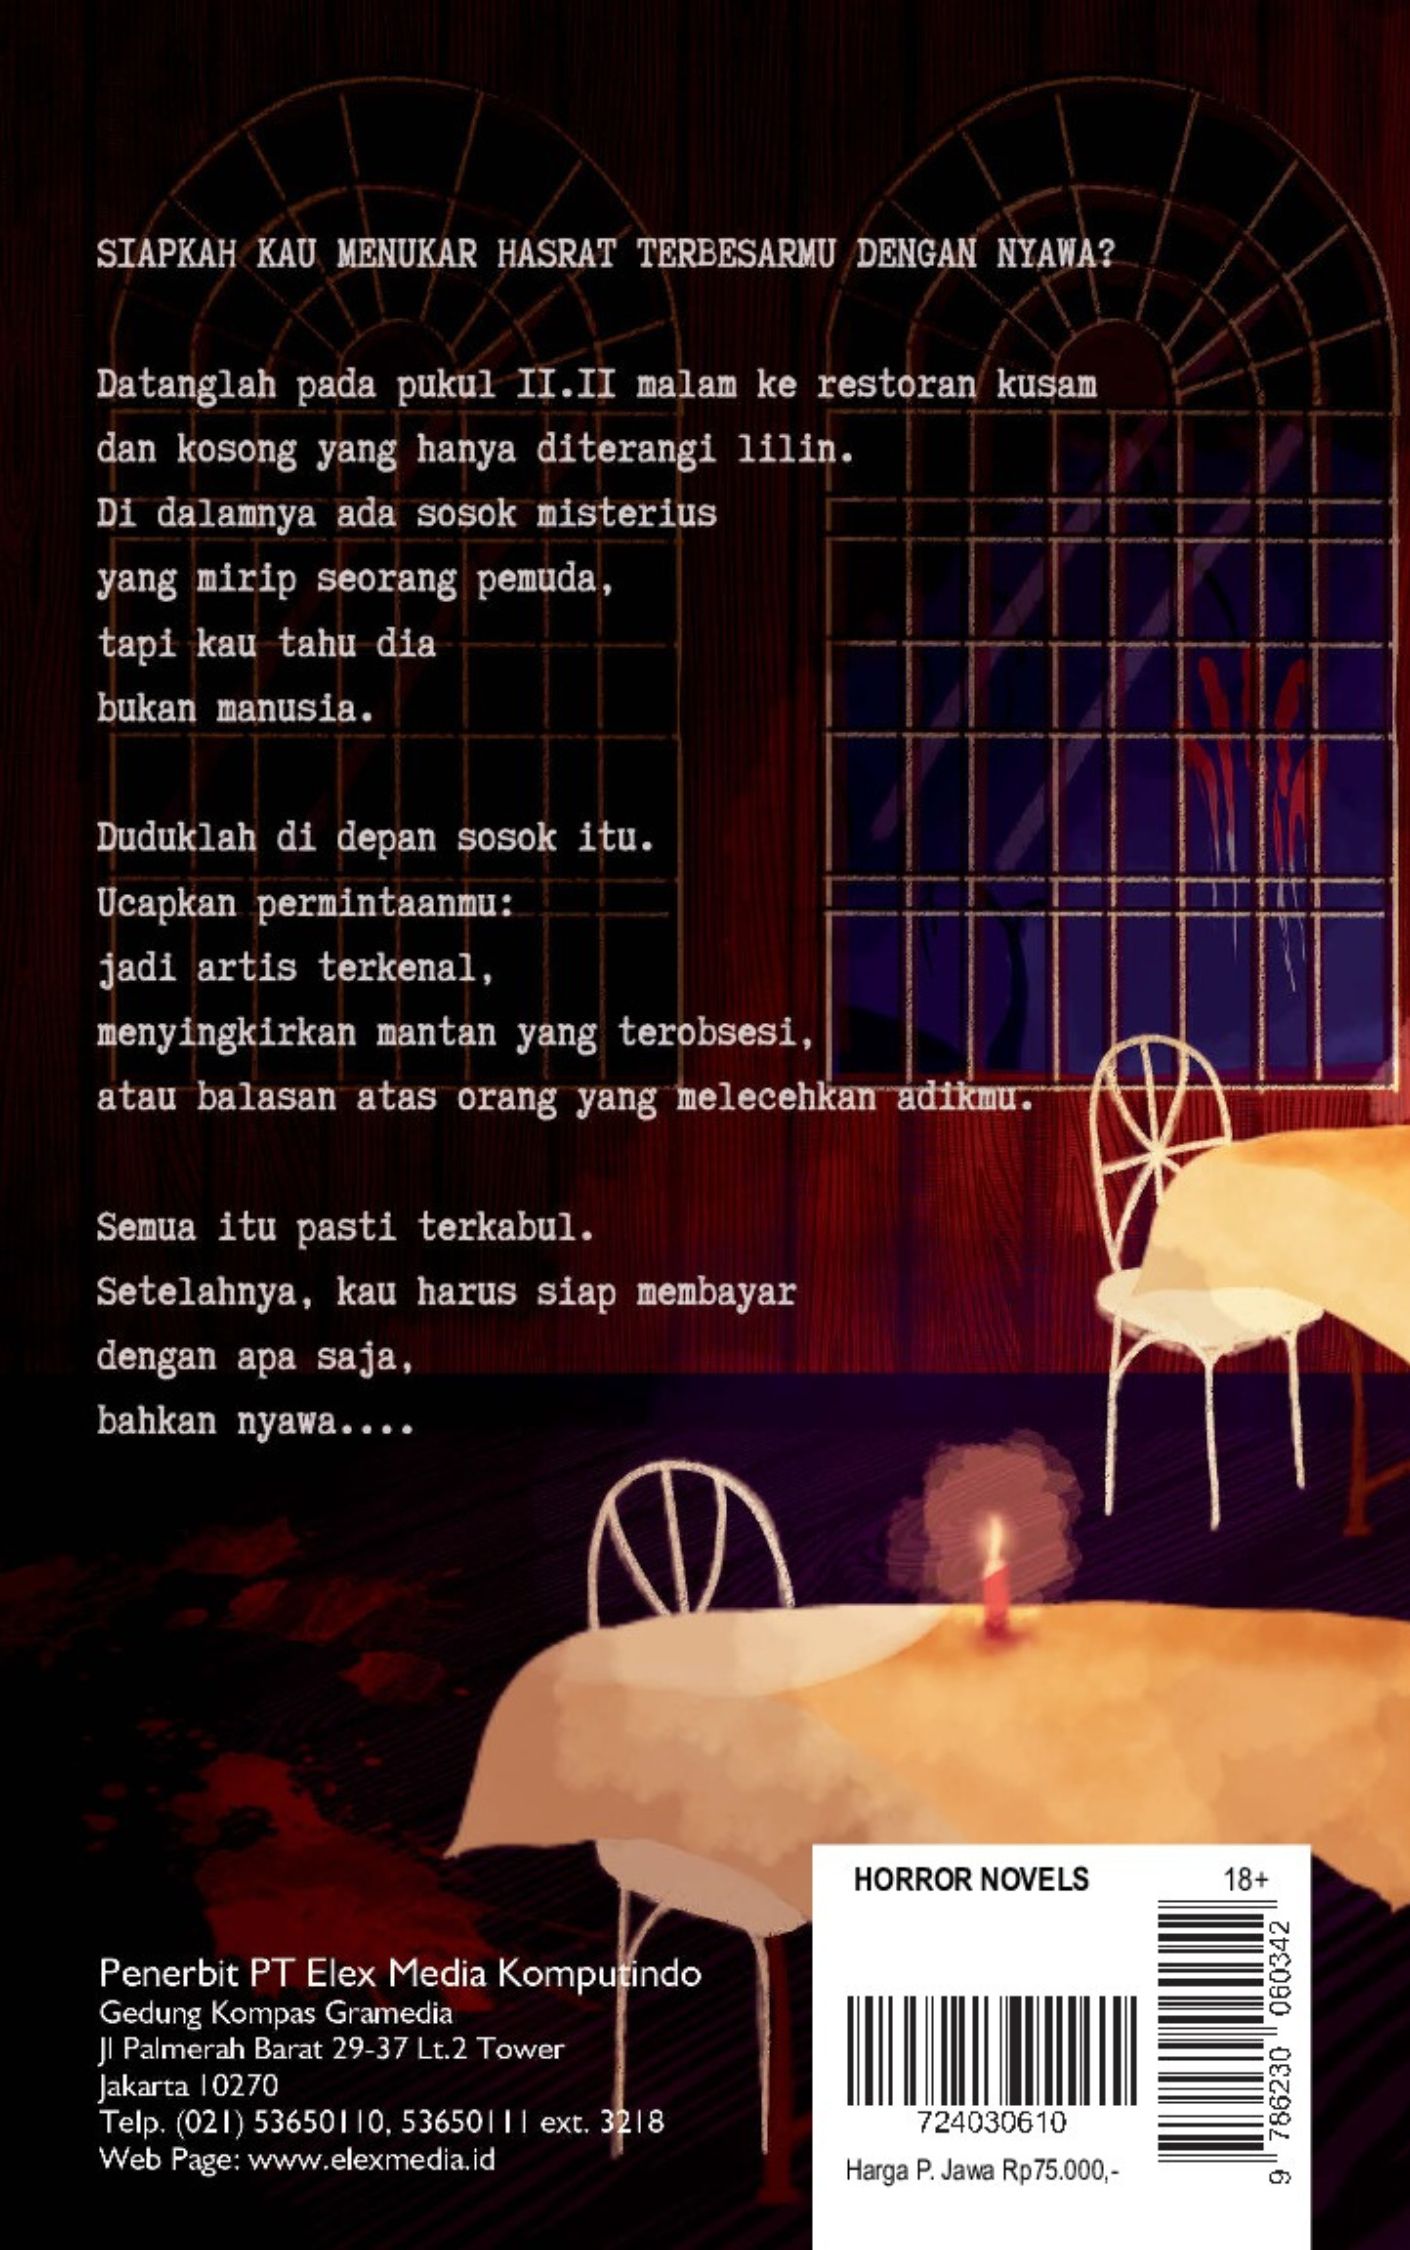 SIAPKAH KAU MENUKAR HASRAT TERBESARMU DENGAN NYAWA?
Datanglah pada pukul II.II malam ke restoran kusam
dan kosong yang hanya diterangi lilin.
Di dalamnya ada sosok misterius
yang mirip seorang pemuda,
tapi kau tahu dia
bukan manusia.
Duduklah di depan sosok itu.
Ucapkan permintaanmu:
jadi artis terkenal,
menyingkirkan mantan yang terobsesi,
atau balasan atas orang yang melecehkan adikmu.
Semua itu pasti terkabul.
Setelahnya, kau harus siap membayar
dengan apa saja,
bahkan nyawa....
Penerbit PT Elex Media Komputindo
Gedung Kompas Gramedia
Jl Palmerah Barat 29-37 Lt.2 Tower
Jakarta 10270
Telp. (021) 53650110, 53650111 ext. 3218
Web Page: www.elexmedia.id
HORROR NOVELS
18+
724030610
Harga P. Jawa Rp75.000,-
9 786230 060342